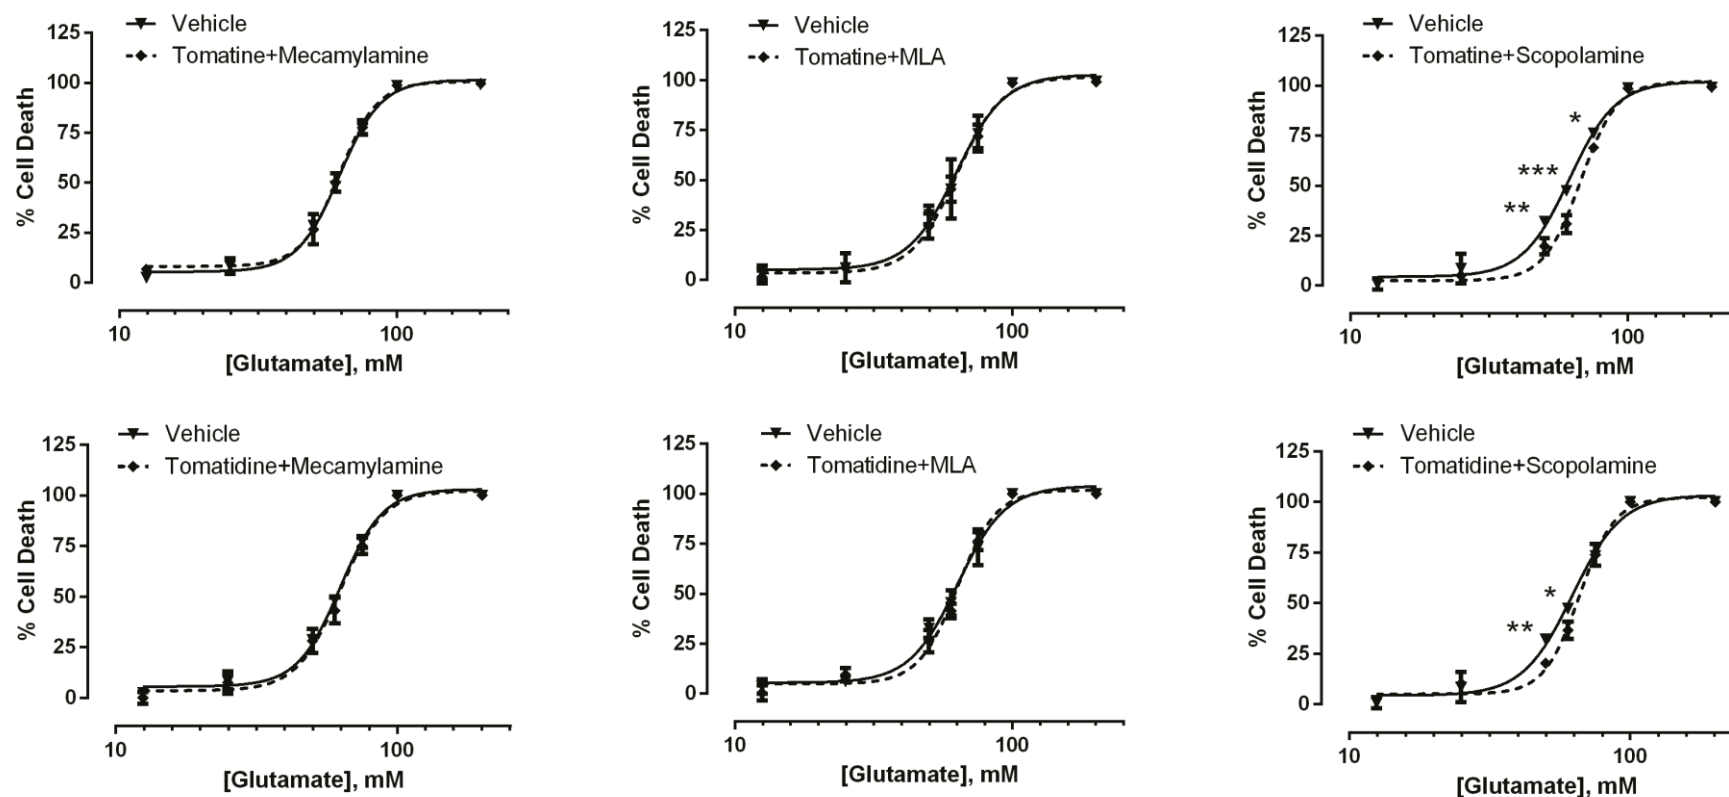 Vehicle
Tomatine+Mecamylamine
125
100
75
50
25
0
% Cell Death
10
100
[Glutamate], mM
Vehicle
Tomatine+MLA
125
100
75
50
25
0
% Cell Death
10
100
[Glutamate], mM
Vehicle
Tomatine+Scopolamine
125
100
75
50
25
0
% Cell Death
*
***
**
10
100
[Glutamate], mM
Vehicle
Tomatidine+Mecamylamine
125
100
75
50
25
0
% Cell Death
10
100
[Glutamate], mM
Vehicle
Tomatidine+MLA
125
100
75
50
25
0
% Cell Death
10
100
[Glutamate], mM
Vehicle
Tomatidine+Scopolamine
125
100
75
50
25
0
% Cell Death
*
**
10
100
[Glutamate], mM